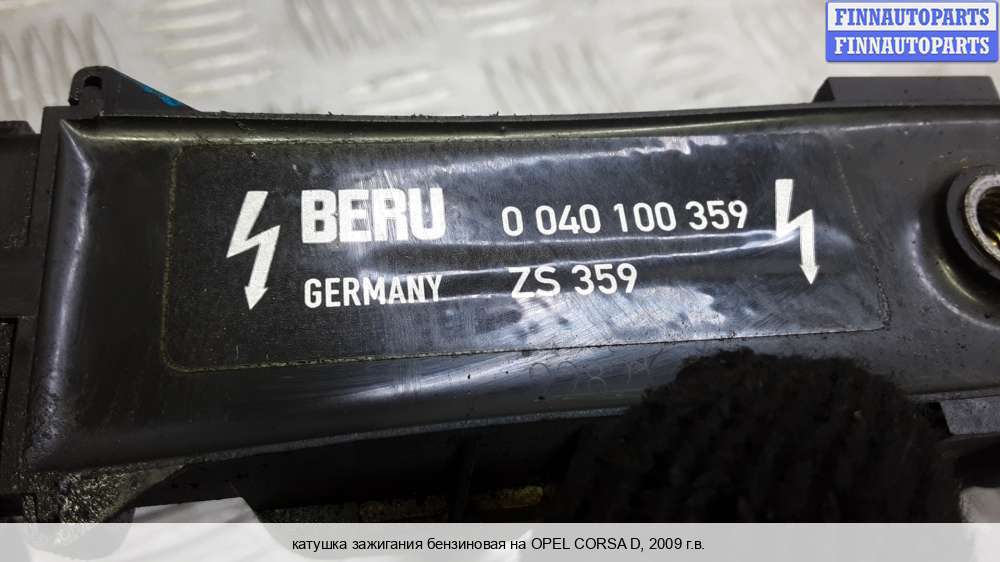 FINNAUTOPARTS
FINNAUTOPARTS
BERU 0 040 100 359
GERMANY ZS 359
катушка зажигания бензиновая на OPEL CORSA D, 2009 г.в.